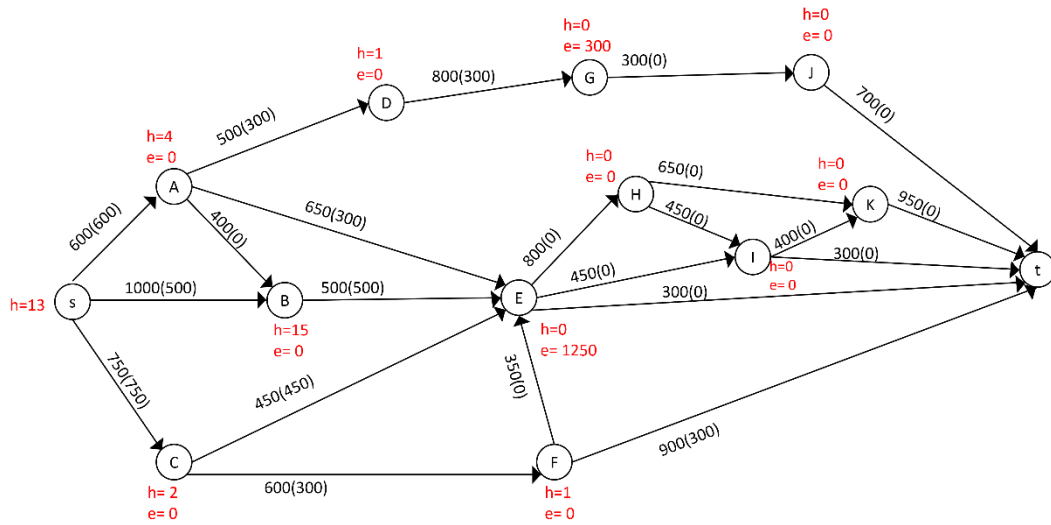 h=0
e= 0
J
h=0
e= 300
G
300(0)
700(0)
h=1
e=0
D
800(300)
500(300)
h=4
e= 0
A
650(300)
400(0)
600(600)
h=0
e= 0
H
650(0)
450(0)
h=0
e= 0
K
950(0)
400(0)
I
h=0
e= 0
300(0)
t
800(0)
450(0)
300(0)
h=13
s
1000(500)
B
h=15
e= 0
500(500)
E
h=0
e= 1250
750(750)
450(450)
350(0)
900(300)
C
h= 2
e= 0
600(300)
F
h=1
e= 0